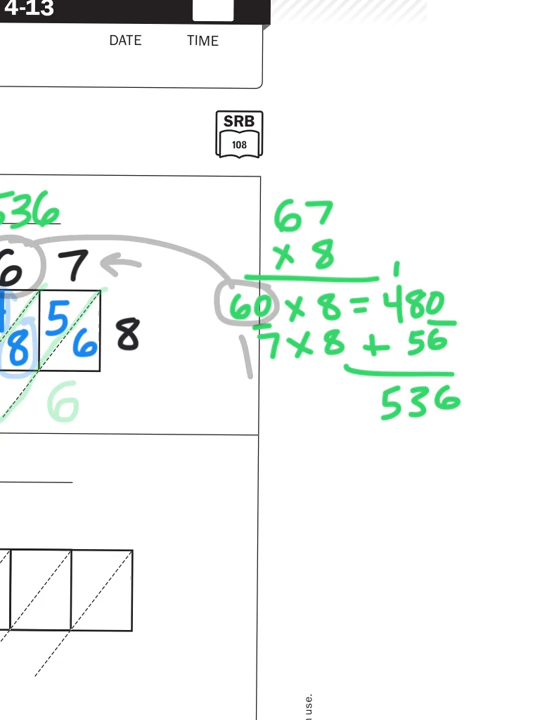 4-13
DATE TIME
SRB
108
536
67
x 8
6 7
60 x 8 = 480
1
5
8 6 8
7 x 8 + 56
6
536
use.